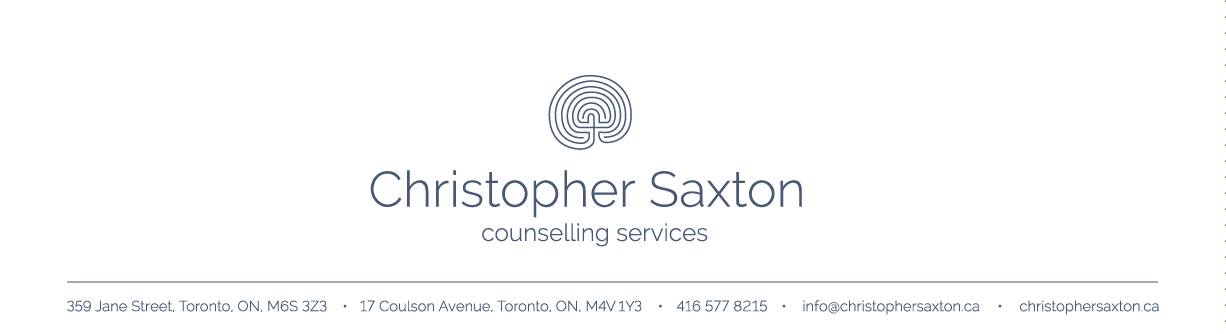 Christopher Saxton
counselling services
359 Jane Street, Toronto, ON, M6S 3Z3 • 17 Coulson Avenue, Toronto, ON, M4V 1Y3 • 416 577 8215 • info@christophersaxton.ca • christophersaxton.ca